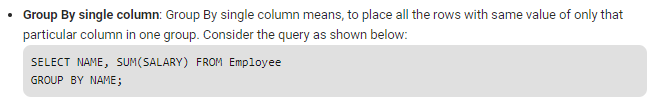 • Group By single column: Group By single column means, to place all the rows with same value of only that
particular column in one group. Consider the query as shown below:
SELECT NAME, SUM(SALARY) FROM Employee
GROUP BY NAME;